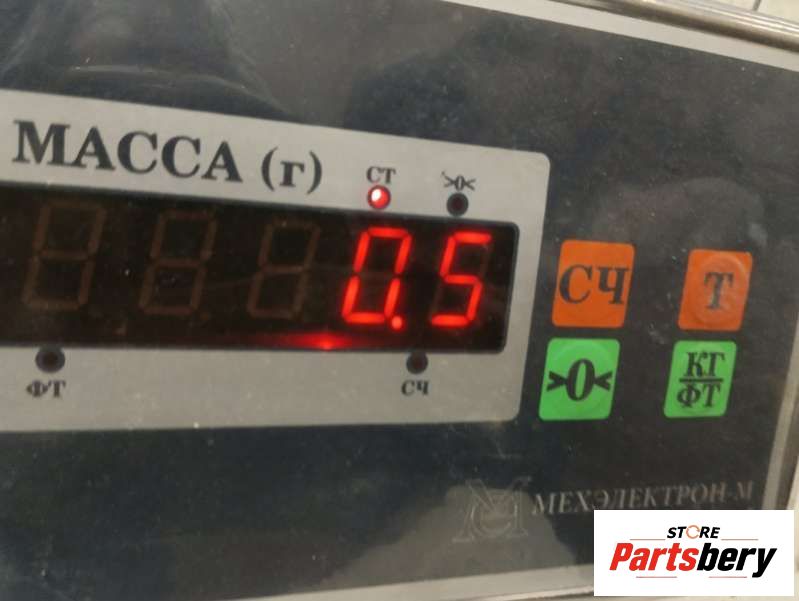 МАССА (г)
СТ >0<
0.5
ФТ СЧ
СЧ Т
>0< КГ
ФТ
МЕХЭЛЕКТРОН-М
STORE
Partsbery